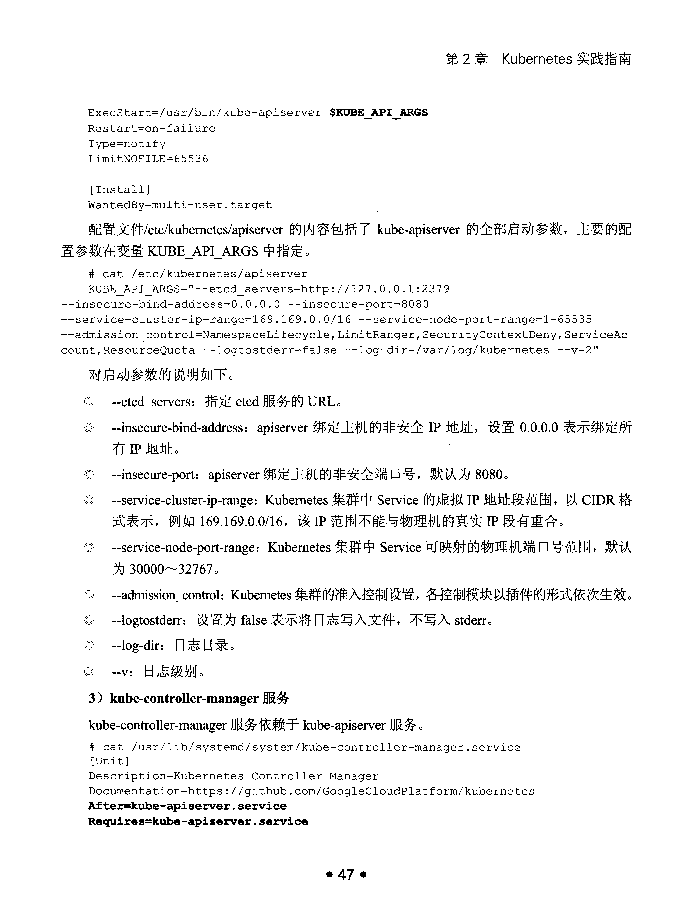 第 2 章 Kubernetes 实践指南
ExecStart=/usr/bin/kube-apiserver $KUBE_API_ARGS
Restart=on-failure
Type=notify
LimitNOFILE=65536
[Install]
WantedBy=multi-user.target
配置文件/etc/kubernetes/apiserver 的内容包括了 kube-apiserver 的全部启动参数，主要的配
置参数在变量 KUBE_API_ARGS 中指定。
# cat /etc/kubernetes/apiserver
KUBE_API_ARGS="--etcd_servers=http://127.0.0.1:2379
--insecure-bind-address=0.0.0.0 --insecure-port=8080
--service-cluster-ip-range=169.169.0.0/16 --service-node-port-range=1-65535
--admission_control=NamespaceLifecycle,LimitRanger,SecurityContextDeny,ServiceAc
count,ResourceQuota --logtostderr=false --log-dir=/var/log/kubernetes --v=2"
对启动参数的说明如下。
--etcd_servers：指定 etcd 服务的 URL。
--insecure-bind-address：apiserver 绑定主机的非安全 IP 地址，设置 0.0.0.0 表示绑定所
有 IP 地址。
--insecure-port：apiserver 绑定主机的非安全端口号，默认为 8080。
--service-cluster-ip-range：Kubernetes 集群中 Service 的虚拟 IP 地址段范围，以 CIDR 格
式表示，例如 169.169.0.0/16，该 IP 范围不能与物理机的真实 IP 段有重合。
--service-node-port-range：Kubernetes 集群中 Service 可映射的物理机端口号范围，默认
为 30000～32767。
--admission_control：Kubernetes 集群的准入控制设置，各控制模块以插件的形式依次生效。
--logtostderr：设置为 false 表示将日志写入文件，不写入 stderr。
--log-dir：日志目录。
--v：日志级别。
3）kube-controller-manager 服务
kube-controller-manager 服务依赖于 kube-apiserver 服务。
# cat /usr/lib/systemd/system/kube-controller-manager.service
[Unit]
Description=Kubernetes Controller Manager
Documentation=https://github.com/GoogleCloudPlatform/kubernetes
After=kube-apiserver.service
Requires=kube-apiserver.service
• 47 •